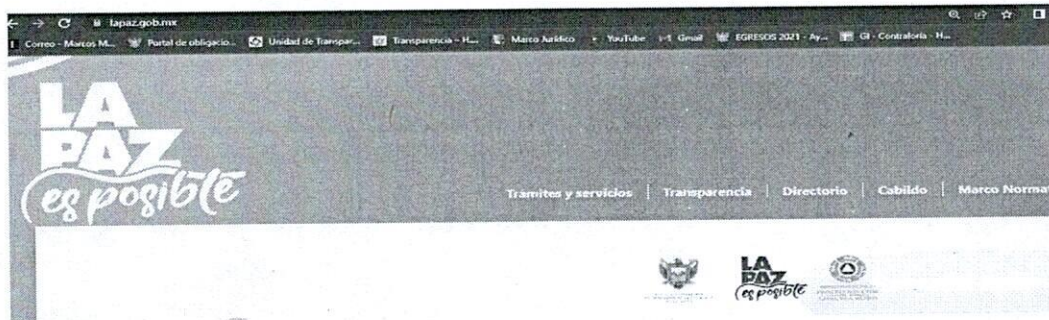 lapaz.gob.mx
Correo - Marcos M... Portal de obligacio... Unidad de Transpar... Transparencia - H... Marco Jurídico YouTube Gmail EGRESOS 2021 - Ay... GI - Contraloría - H...
LA
PAZ
es posible
Tramites y servicios | Transparencia | Directorio | Cabildo | Marco Normat
LA
PAZ
es posible